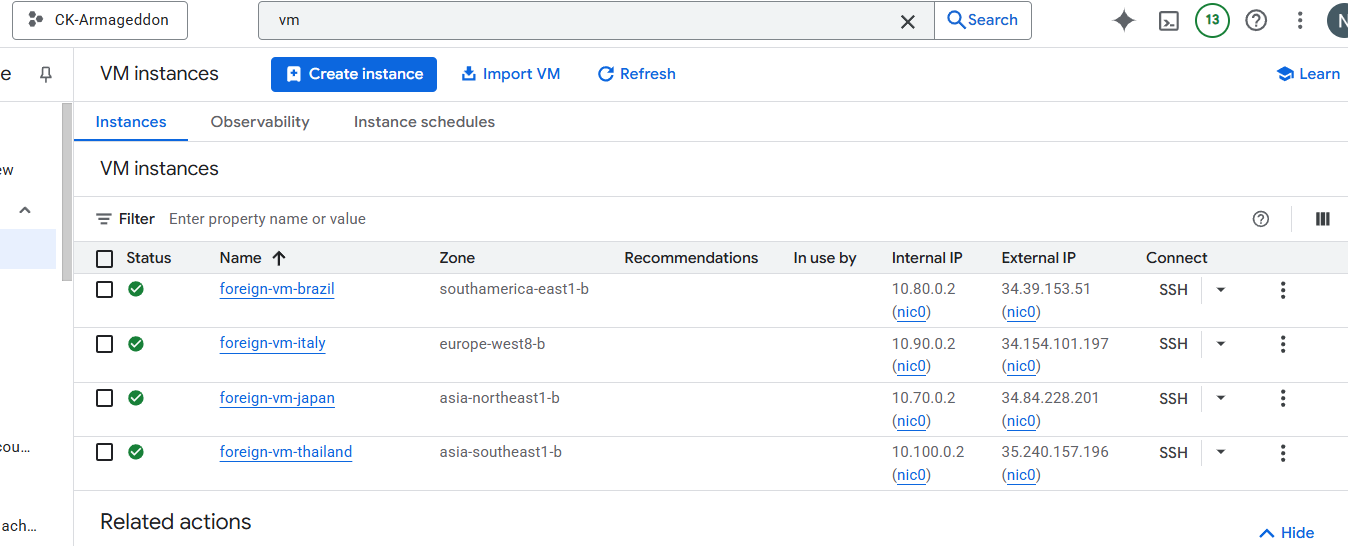 CK-Armageddon vm Search 13 N
e VM instances Create instance Import VM Refresh Learn
Instances Observability Instance schedules
ew VM instances
Filter Enter property name or value
Status Name Zone Recommendations In use by Internal IP External IP Connect
foreign-vm-brazil southamerica-east1-b 10.80.0.2 34.39.153.51 SSH
(nic0) (nic0)
foreign-vm-italy europe-west8-b 10.90.0.2 34.154.101.197 SSH
(nic0) (nic0)
foreign-vm-japan asia-northeast1-b 10.70.0.2 34.84.228.201 SSH
(nic0) (nic0)
cou...
foreign-vm-thailand asia-southeast1-b 10.100.0.2 35.240.157.196 SSH
(nic0) (nic0)
ach... Related actions Hide